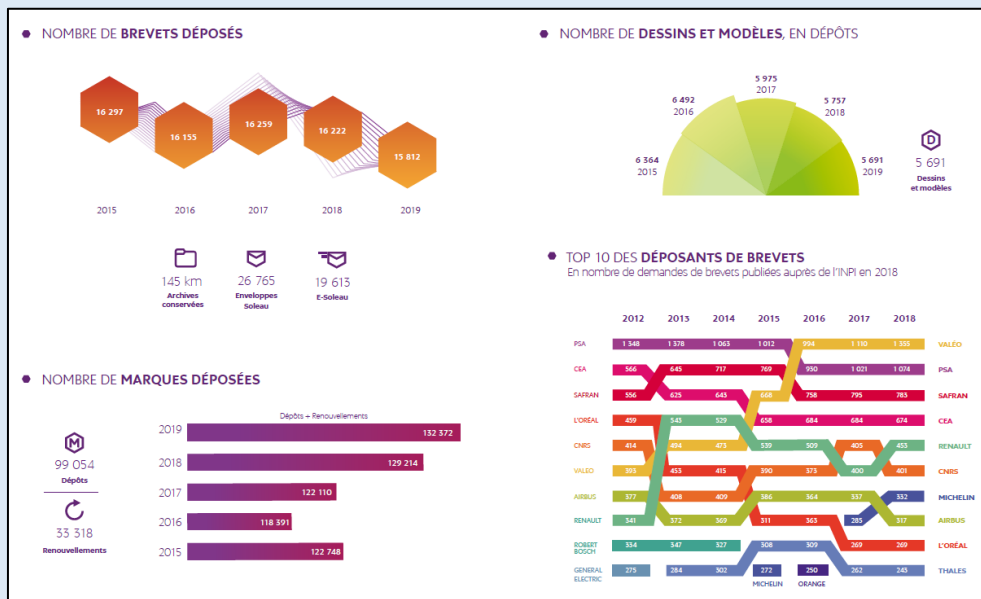 NOMBRE DE BREVETS DÉPOSÉS
16 297
16 155
16 259
16 222
15 812
2015 2016 2017 2018 2019
145 km
Archives
conservées
26 765
Enveloppes
Soleau
19 613
E-Soleau
NOMBRE DE MARQUES DÉPOSÉES
Dépôts + Renouvellements
99 054
Dépôts
33 318
Renouvellements
2019 132 372
2018 129 214
2017 122 110
2016 118 391
2015 122 748
NOMBRE DE DESSINS ET MODÈLES, EN DÉPÔTS
6 364
2015
6 492
2016
5 975
2017
5 757
2018
5 691
2019
D
5 691
Dessins
et modèles
TOP 10 DES DÉPOSANTS DE BREVETS
En nombre de demandes de brevets publiées auprès de l'INPI en 2018
2012 2013 2014 2015 2016 2017 2018
PSA 1 348 1 378 1 063 1 012 994 1 110 1 355 VALÉO
CEA 566 645 717 769 930 1 021 1 074 PSA
SAFRAN 556 625 643 668 758 795 783 SAFRAN
L'ORÉAL 459 543 529 658 684 684 674 CEA
CNRS 414 494 473 539 509 405 453 RENAULT
VALEO 393 453 415 390 373 400 401 CNRS
AIRBUS 377 408 409 386 364 337 332 MICHELIN
RENAULT 341 372 369 311 363 285 317 AIRBUS
ROBERT
BOSCH 334 347 327 308 309 269 269 L'ORÉAL
GENERAL
ELECTRIC 275 284 302 272 250 262 245 THALES
MICHELIN ORANGE
M